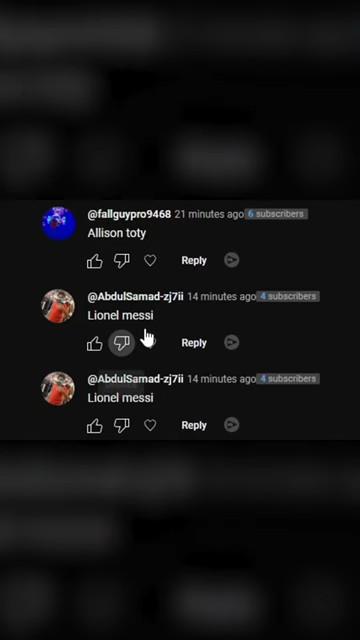 @fallguypro9468 21 minutes ago 6 subscribers
Allison toty
Reply
@AbdulSamad-zj7ii 14 minutes ago 4 subscribers
Lionel messi
Reply
@AbdulSamad-zj7ii 14 minutes ago 4 subscribers
Lionel messi
Reply